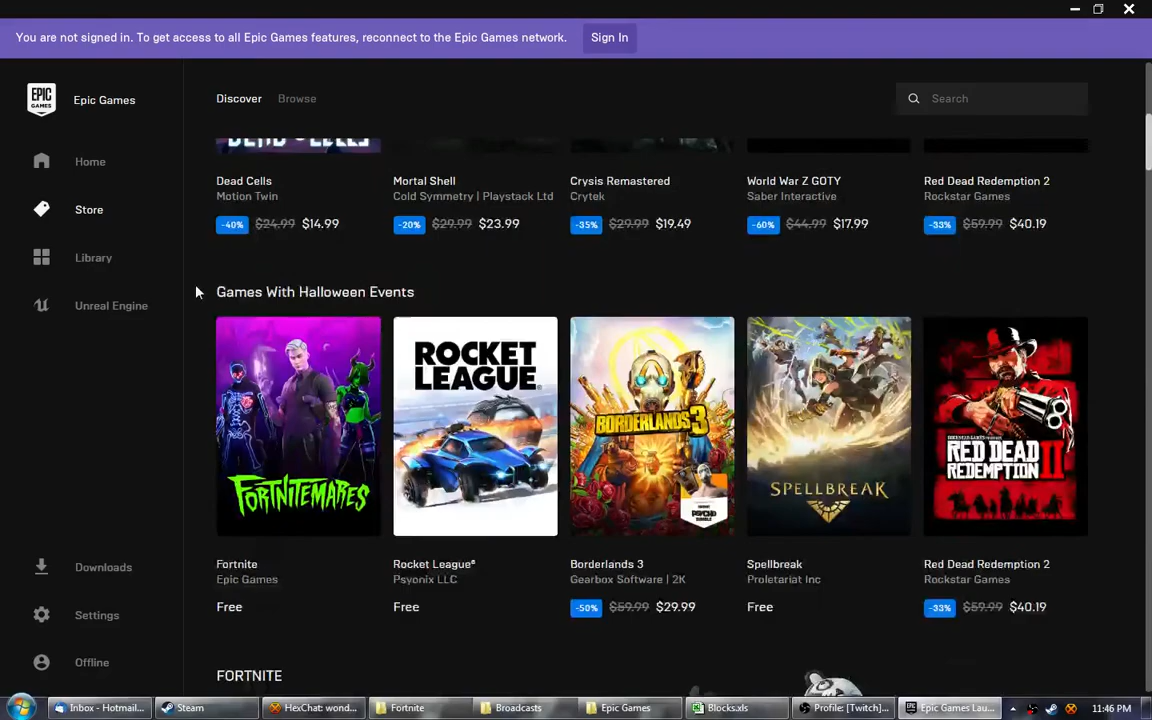 You are not signed in. To get access to all Epic Games features, reconnect to the Epic Games network. Sign In
EPIC GAMES
Epic Games
Discover Browse
Search
Home
Store
Library
Unreal Engine
Downloads
Settings
Offline
DEAD CELLS
Dead Cells
Motion Twin
-40% $24.99 $14.99
Mortal Shell
Cold Symmetry | Playstack Ltd
-20% $29.99 $23.99
Crysis Remastered
Crytek
-35% $29.99 $19.49
World War Z GOTY
Saber Interactive
-60% $44.99 $17.99
Red Dead Redemption 2
Rockstar Games
-33% $59.99 $40.19
Games With Halloween Events
FORTNITEMARES
Fortnite
Epic Games
Free
ROCKET
LEAGUE
Rocket League®
Psyonix LLC
Free
BORDERLANDS 3
PSYCHO
Borderlands 3
Gearbox Software | 2K
-50% $59.99 $29.99
SPELLBREAK
Spellbreak
Proletariat Inc
Free
RED DEAD
REDEMPTION II
Red Dead Redemption 2
Rockstar Games
-33% $59.99 $40.19
FORTNITE
Inbox - Hotmail... Steam HexChat: wond... Fortnite Broadcasts Epic Games Blocks.xls Profile: [Twitch]... Epic Games Lau... 11:46 PM